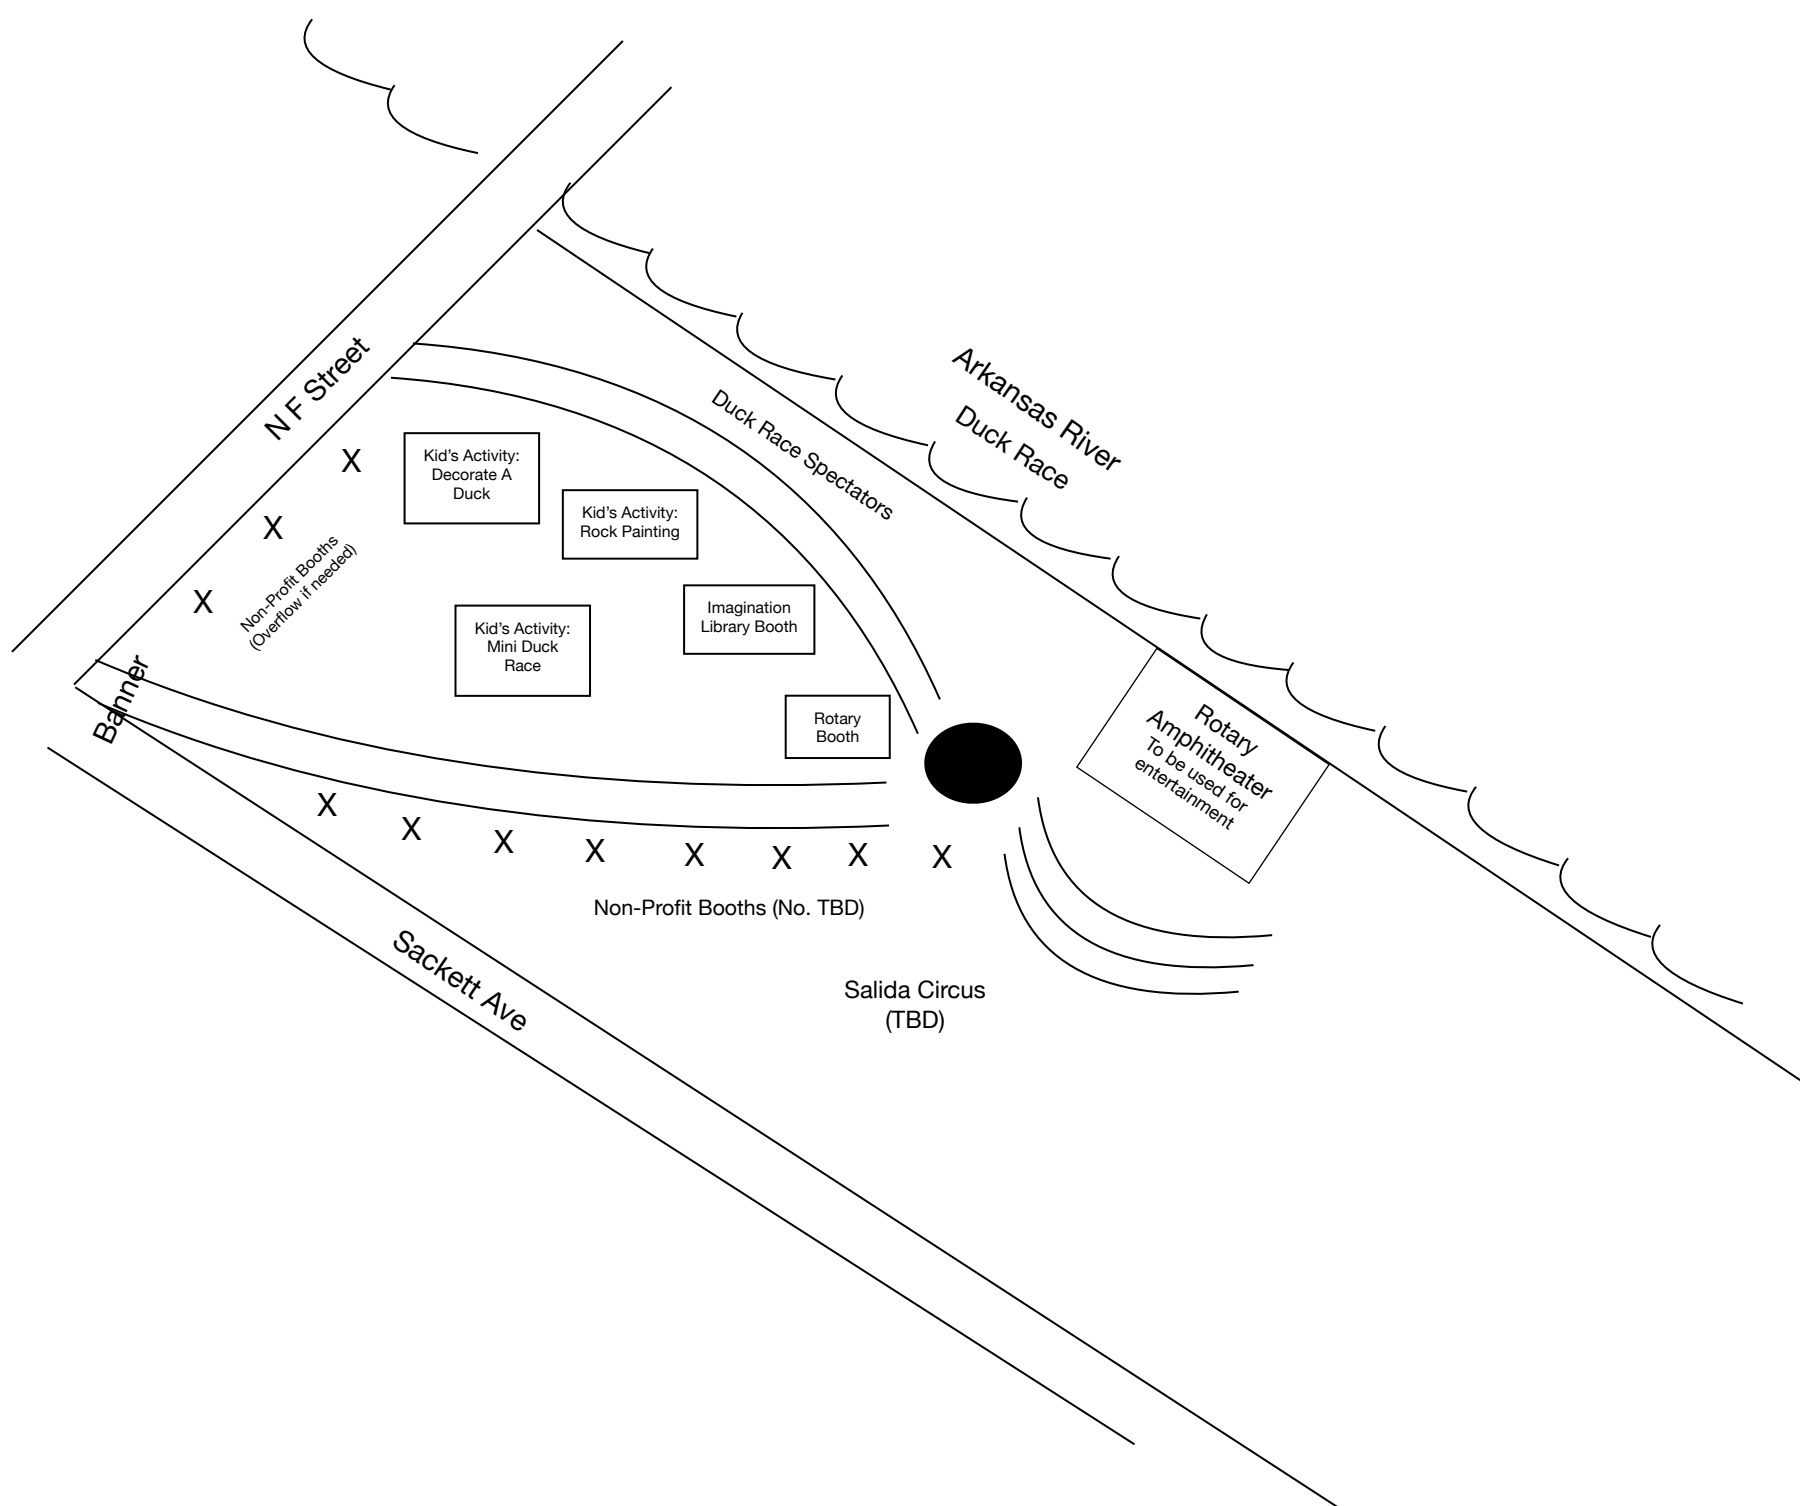 N F Street
Arkansas River
Duck Race
Duck Race Spectators
X
Kid's Activity:
Decorate A
Duck
X
Kid's Activity:
Rock Painting
Non-Profit Booths
(Overflow if needed)
X
Imagination
Library Booth
Kid's Activity:
Mini Duck
Race
Banner
Rotary
Booth
Rotary
Amphitheater
To be used for
entertainment
X X X X X X X X
Non-Profit Booths (No. TBD)
Sackett Ave
Salida Circus
(TBD)